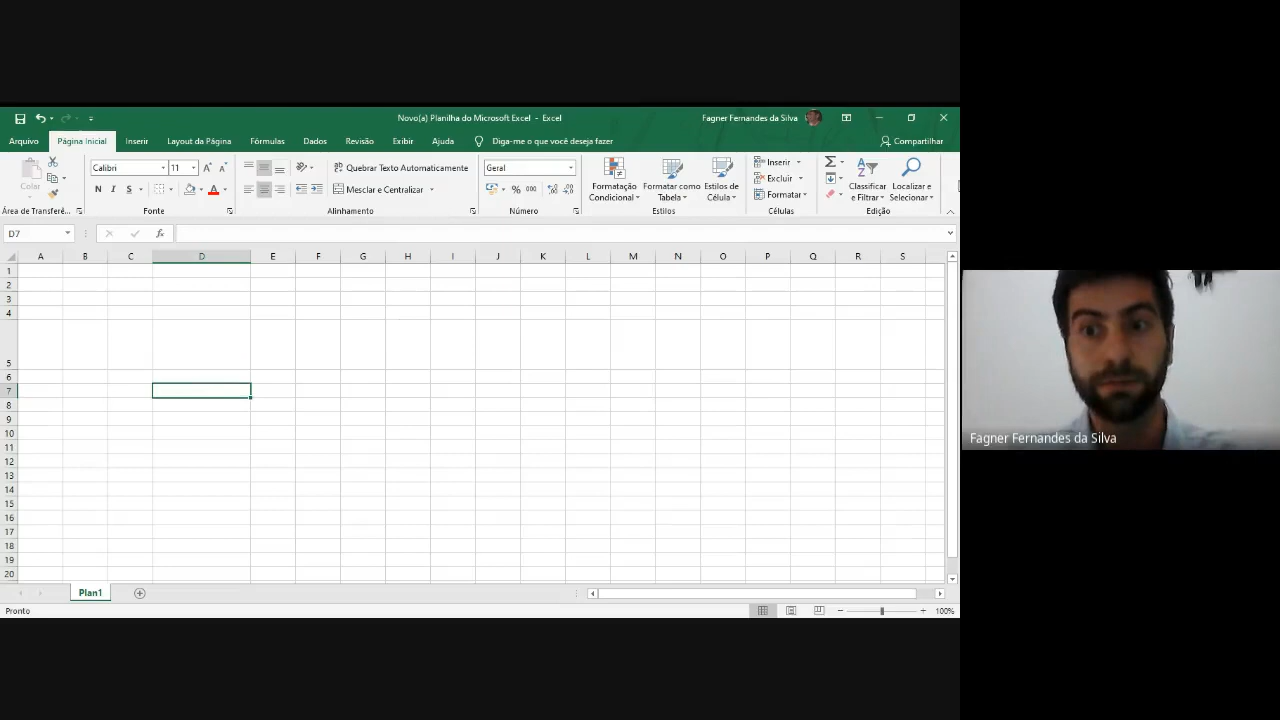 Novo(a) Planilha do Microsoft Excel - Excel
Fagner Fernandes da Silva
Arquivo Página Inicial Inserir Layout da Página Fórmulas Dados Revisão Exibir Ajuda Diga-me o que você deseja fazer Compartilhar
Colar
Calibri 11
Quebrar Texto Automaticamente
Geral
Formatação Condicional
Formatar como Tabela
Estilos de Célula
Inserir
Classificar e Filtrar
Localizar e Selecionar
N I S
Mesclar e Centralizar
% 000
Excluir
Formatar
Área de Transferê... Fonte Alinhamento Número Estilos Células Edição
D7 fx
A B C D E F G H I J K L M N O P Q R S
1
2
3
4
5
6
7
8
9
10
11
12
13
14
15
16
17
18
19
20
Plan1
Pronto 100%
Fagner Fernandes da Silva